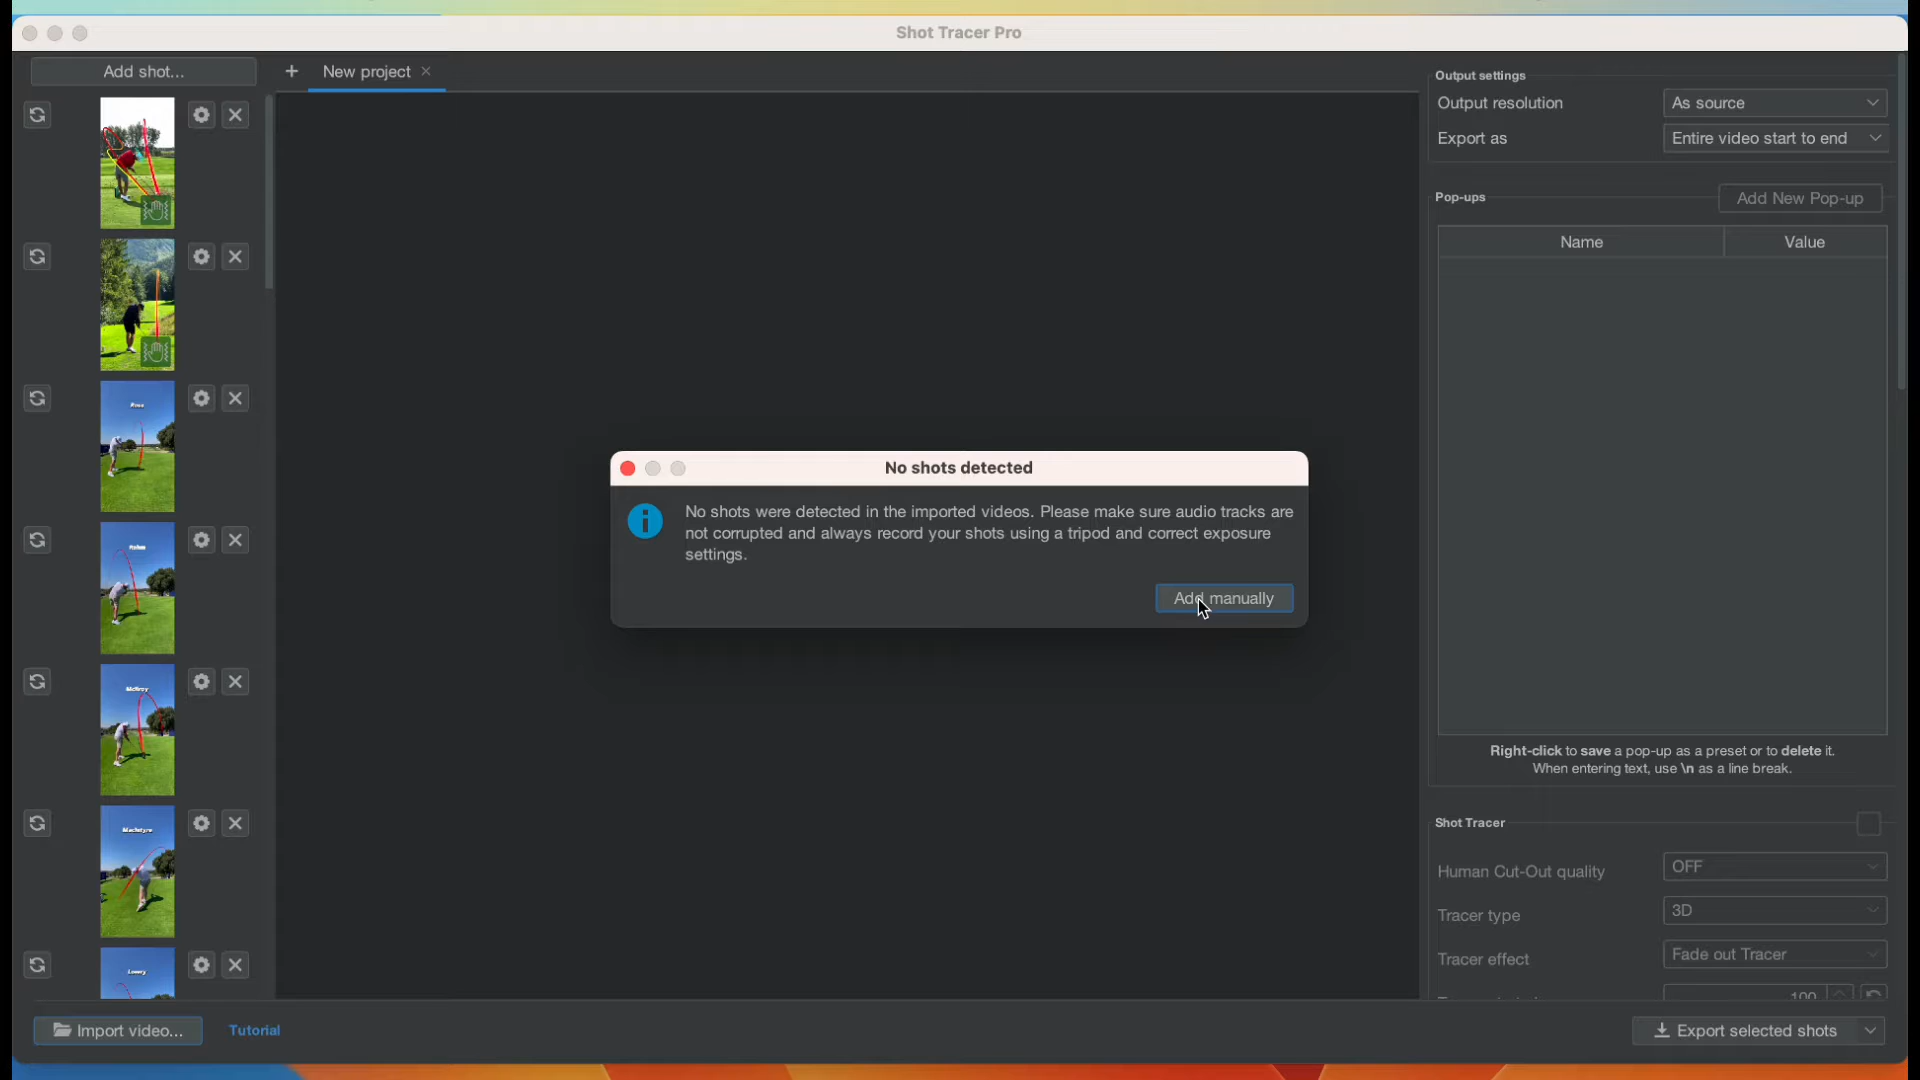 Shot Tracer Pro
Add shot...
New project
Output settings
Output resolution
As source
Export as
Entire video start to end
Pop-ups
Add New Pop-up
Name
Value
No shots detected
No shots were detected in the imported videos. Please make sure audio tracks are
not corrupted and always record your shots using a tripod and correct exposure
settings.
Add manually
Right-click to save a pop-up as a preset or to delete it.
When entering text, use \n as a line break.
Shot Tracer
Human Cut-Out quality
OFF
Tracer type
3D
Tracer effect
Fade out Tracer
100
Import video...
Tutorial
Export selected shots
McIlroy
MacIntyre
Lowry